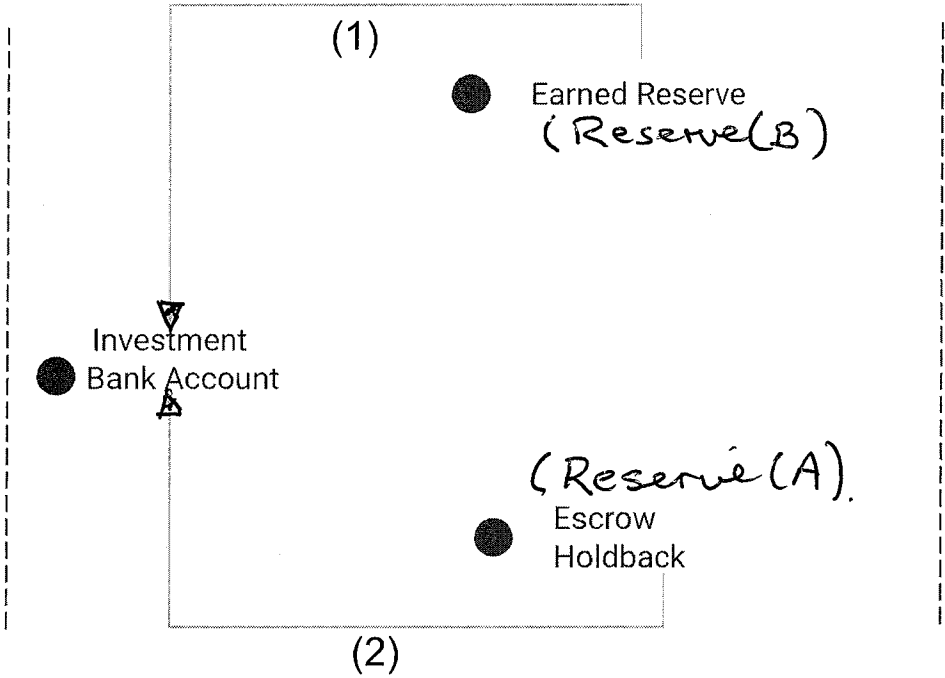 (1)
Earned Reserve
(Reserve(B)
Investment
Bank Account
(Reserve(A).
Escrow
Holdback
(2)